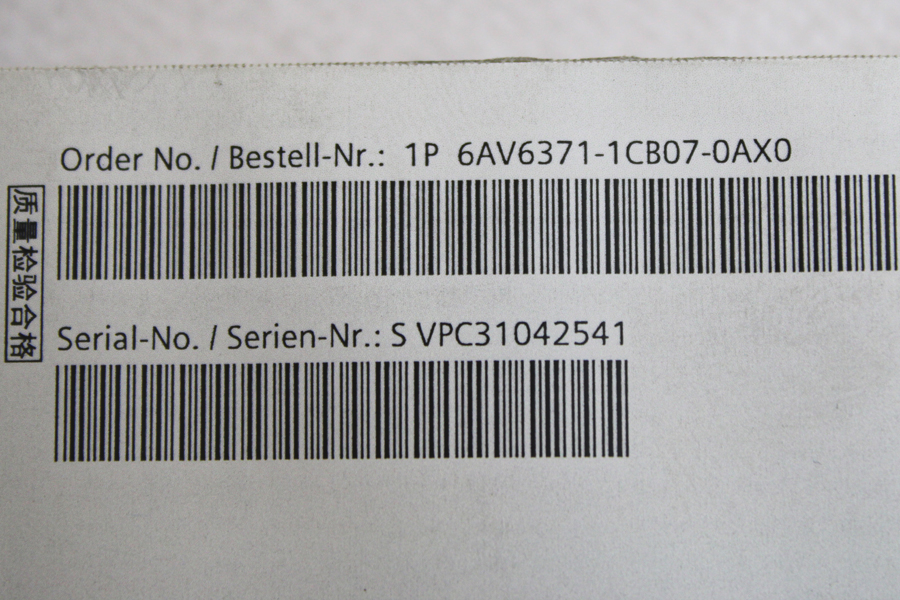 Order No. / Bestell-Nr.: 1P 6AV6371-1CB07-0AX0
质量检验合格
Serial-No. / Serien-Nr.: S VPC31042541